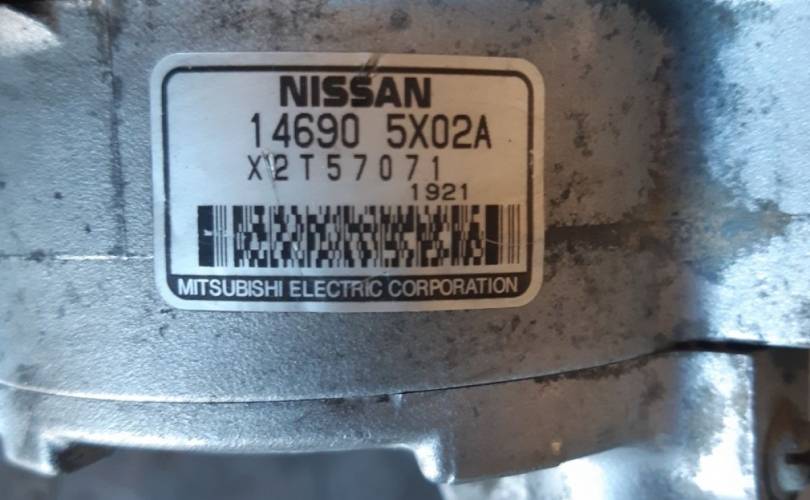 NISSAN
14690 5X02A
X2T57071
1921
MITSUBISHI ELECTRIC CORPORATION